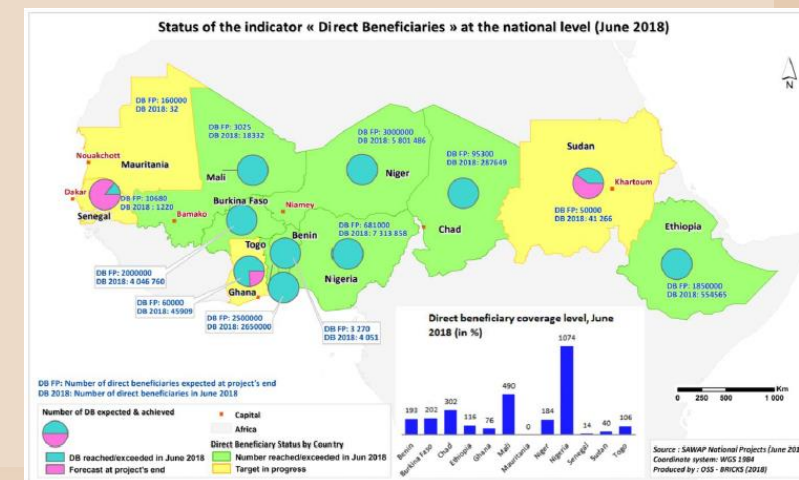 Status of the indicator « Direct Beneficiaries » at the national level (June 2018)
N
DB FP: 160000
DB 2018: 32
Nouakchott
Mauritania
DB FP: 3025
DB 2018: 18332
Mali
DB FP: 3000000
DB 2018: 5 801 486
Niger
DB FP: 95300
DB 2018: 287649
Chad
Sudan
Khartoum
DB FP: 50000
DB 2018: 41 266
Dakar
DB FP: 10680
DB 2018 : 1220
Senegal
Bamako
Burkina Faso
Niamey
Togo
Benin
DB FP: 681000
DB 2018: 7 313 858
Nigeria
Ethiopia
DB FP: 1850000
DB 2018: 554565
DB FP: 2000000
DB 2018: 4 046 760
Ghana
DB FP : 60000
DB 2018: 45909
DB FP: 2500000
DB 2018: 2650000
DB FP: 3 270
DB 2018: 4 051
Direct beneficiary coverage level, June
2018 (in %)
193 202 302 116 76 490 0 184 1074 14 40 106
Benin
Burkina Faso
Chad
Ethiopia
Ghana
Mali
Mauritania
Niger
Nigeria
Senegal
Sudan
Togo
DB FP: Number of direct beneficiaries expected at project's end
DB 2018: Number of direct beneficiaries in June 2018
Number of DB expected & achieved
DB reached/exceeded in June 2018
Forecast at project's end
Capital
Africa
Direct Beneficiary Status by Country
Number reached/exceeded in Jun 2018
Target in progress
0 250 500 1 000
Km
Source : SAWAP National Projects (June 201
Coordinate system: WGS 1984
Produced by : OSS - BRICKS (2018)